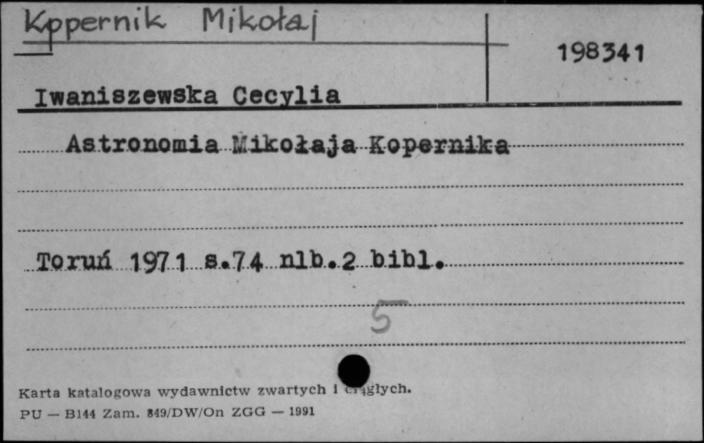 Kopernik Mikołaj
198341
Iwaniszewska Cecylia
Astronomia Mikołaja Kopernika
Toruń 1971 s.74 nlb.2 bibl.
5
Karta katalogowa wydawnictw zwartych i ciągłych.
PU — B144 Zam. 849/DW/On ZGG — 1991